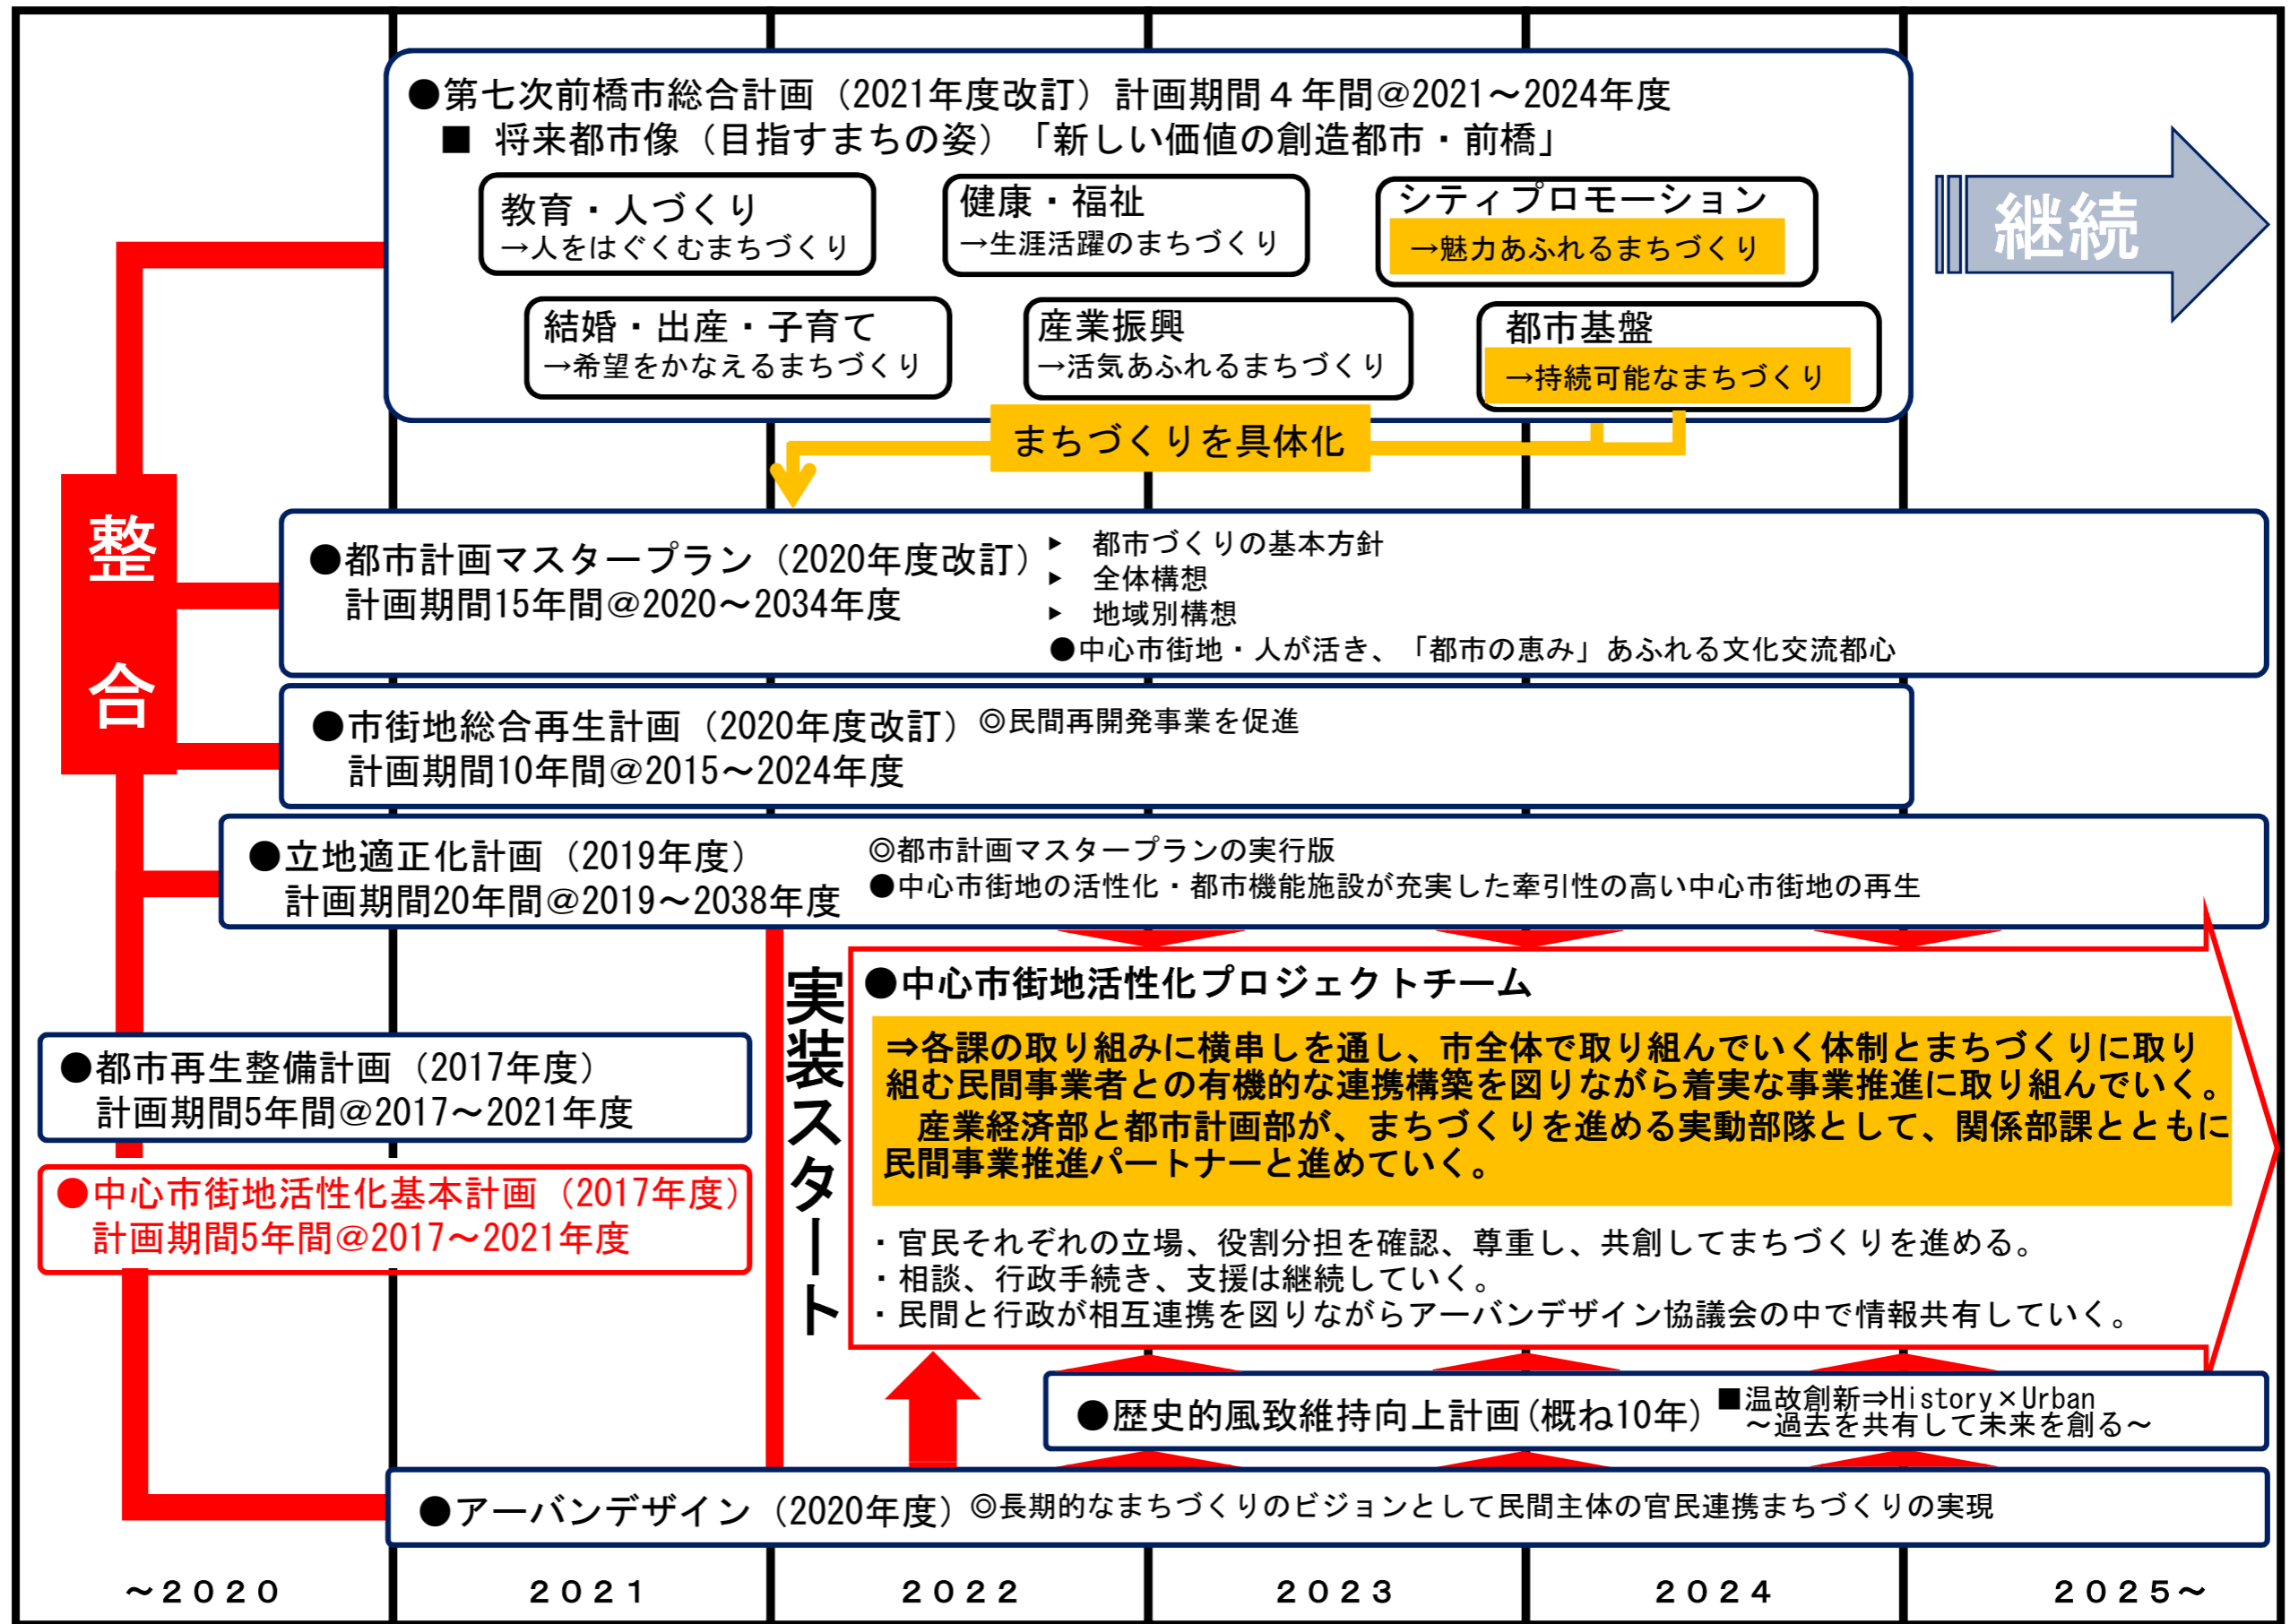 ●第七次前橋市総合計画（2021年度改訂）計画期間４年間@2021～2024年度
■ 将来都市像（目指すまちの姿）「新しい価値の創造都市・前橋」
教育・人づくり
→人をはぐくむまちづくり
健康・福祉
→生涯活躍のまちづくり
シティプロモーション
→魅力あふれるまちづくり
結婚・出産・子育て
→希望をかなえるまちづくり
産業振興
→活気あふれるまちづくり
都市基盤
→持続可能なまちづくり
継続
まちづくりを具体化
整合
●都市計画マスタープラン（2020年度改訂）
計画期間15年間@2020～2034年度
▶ 都市づくりの基本方針
▶ 全体構想
▶ 地域別構想
●中心市街地・人が活き、「都市の恵み」あふれる文化交流都心
●市街地総合再生計画（2020年度改訂）◎民間再開発事業を促進
計画期間10年間@2015～2024年度
●立地適正化計画（2019年度）
計画期間20年間@2019～2038年度
◎都市計画マスタープランの実行版
●中心市街地の活性化・都市機能施設が充実した牽引性の高い中心市街地の再生
実装スタート
●中心市街地活性化プロジェクトチーム
⇒各課の取り組みに横串しを通し、市全体で取り組んでいく体制とまちづくりに取り
組む民間事業者との有機的な連携構築を図りながら着実な事業推進に取り組んでいく。
産業経済部と都市計画部が、まちづくりを進める実動部隊として、関係部課とともに
民間事業推進パートナーと進めていく。
・官民それぞれの立場、役割分担を確認、尊重し、共創してまちづくりを進める。
・相談、行政手続き、支援は継続していく。
・民間と行政が相互連携を図りながらアーバンデザイン協議会の中で情報共有していく。
●都市再生整備計画（2017年度）
計画期間5年間@2017～2021年度
●中心市街地活性化基本計画（2017年度）
計画期間5年間@2017～2021年度
●歴史的風致維持向上計画(概ね10年)
■温故創新⇒History×Urban
～過去を共有して未来を創る～
●アーバンデザイン（2020年度）◎長期的なまちづくりのビジョンとして民間主体の官民連携まちづくりの実現
～２０２０
２０２１
２０２２
２０２３
２０２４
２０２５～